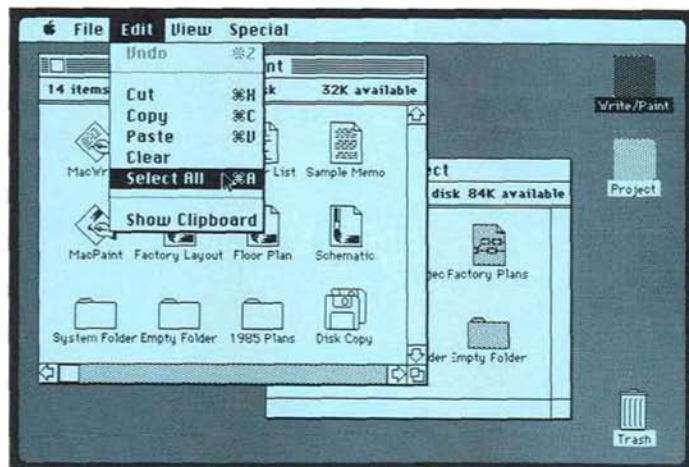 File Edit View Special
Undo ⌘Z
Cut ⌘X
Copy ⌘C
Paste ⌘V
Clear
Select All ⌘A
Show Clipboard
14 items
32K available
List
Sample Memo
MacPaint
Factory Layout
Floor Plan
Schematic
System Folder
Empty Folder
1985 Plans
Disk Copy
disk 84K available
Factory Plans
Empty Folder
Write/Paint
Project
Trash